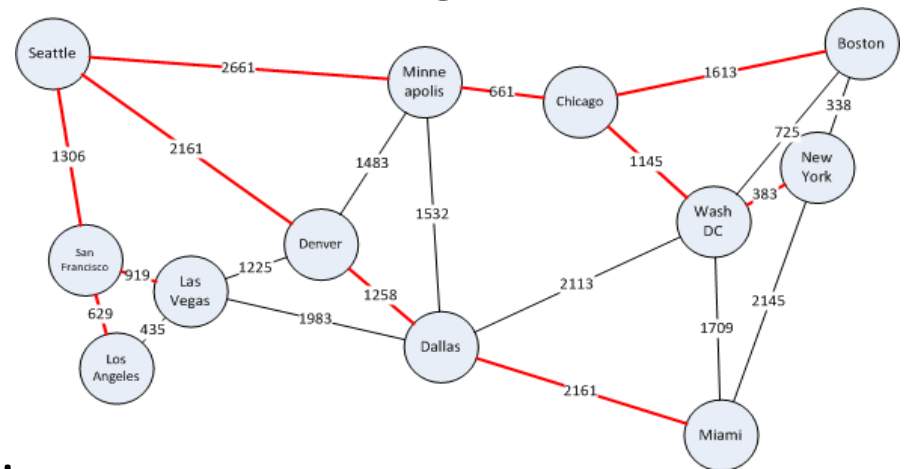 Seattle
2661
Minne
apolis
661
Chicago
1613
Boston
338
725
New
York
1306
2161
1483
1532
1145
383
Wash
DC
San
Francisco
919
Las
Vegas
1225
Denver
1258
629
435
1983
2113
2145
1709
Los
Angeles
Dallas
2161
Miami